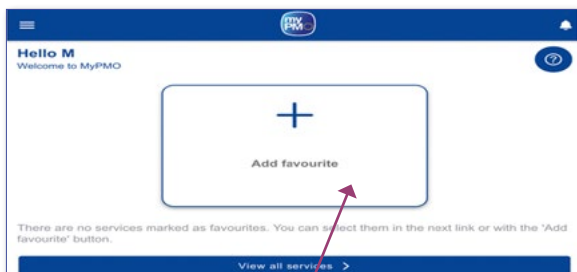 my
PMO
Hello M
Welcome to MyPMO
Add favourite
There are no services marked as favourites. You can select them in the next link or with the 'Add
favourite' button.
View all services >